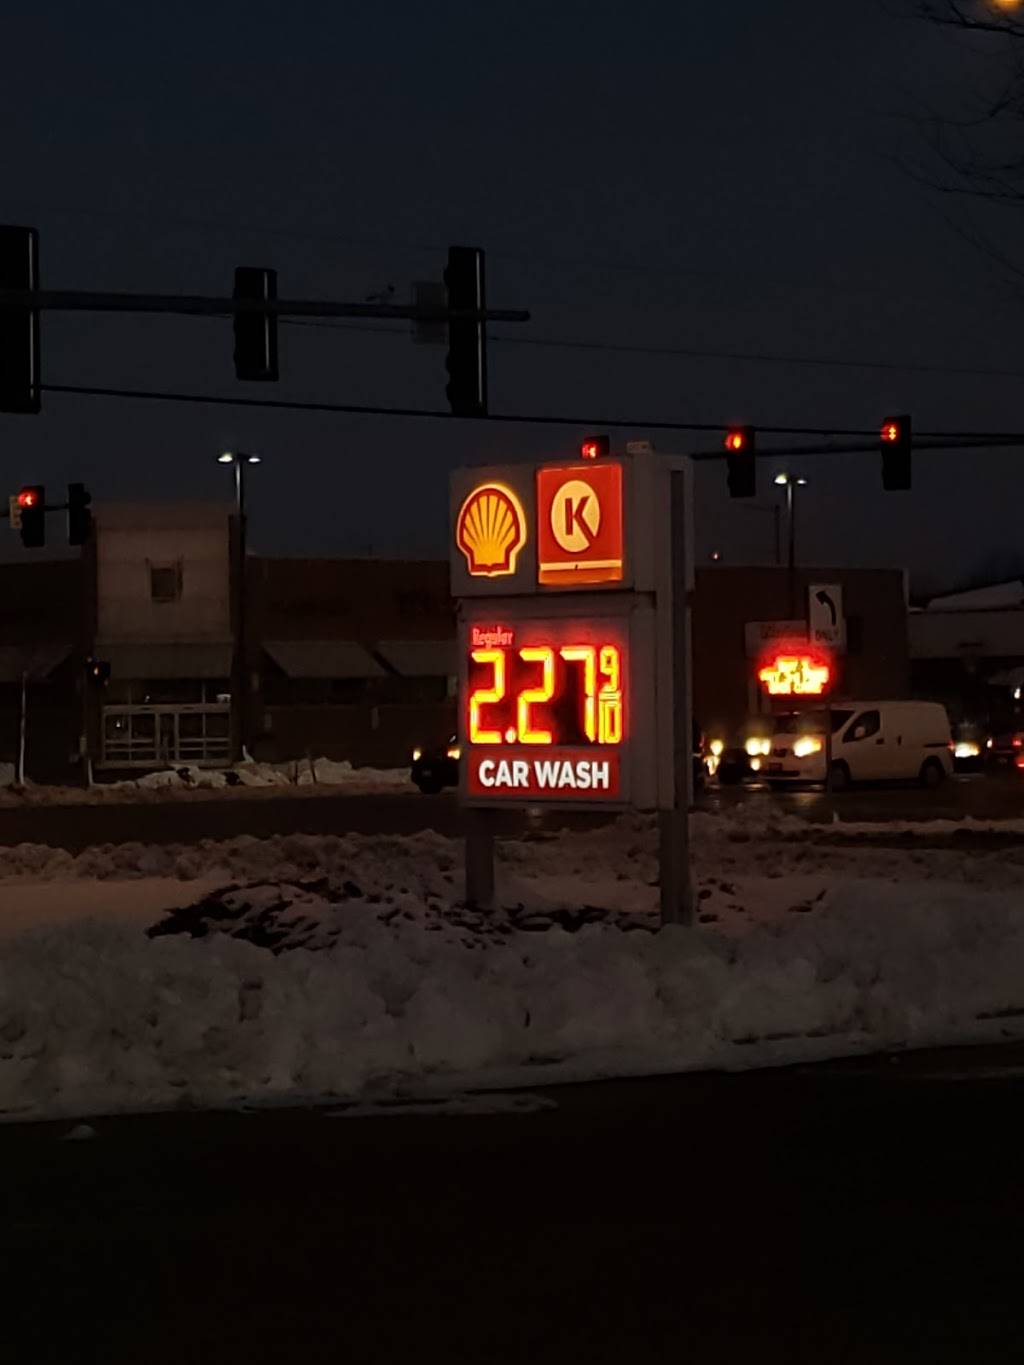 K
Regular
2.27 9/10
CAR WASH
ONLY